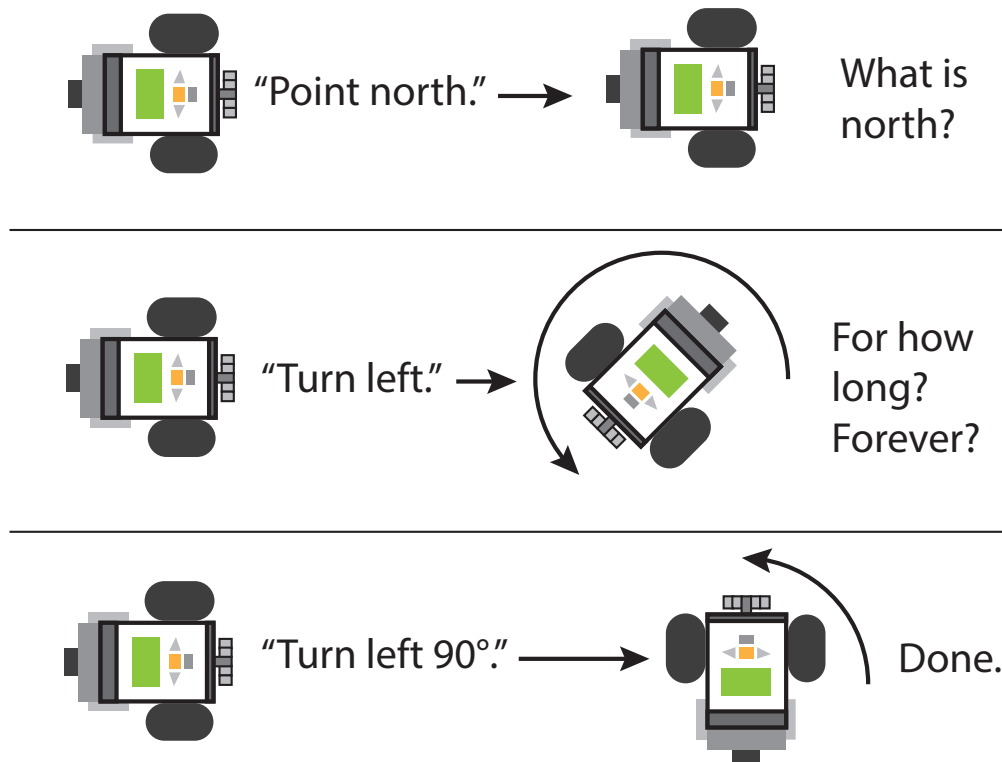 “Point north.”
What is
north?
“Turn left.”
For how
long?
Forever?
“Turn left 90°.”
Done.